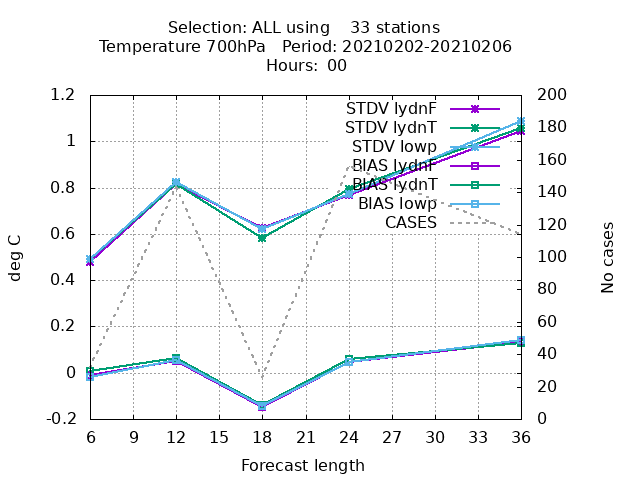 Selection: ALL using 33 stations
Temperature 700hPa Period: 20210202-20210206
Hours: 00
1.2
1
0.8
0.6
0.4
0.2
0
-0.2
200
180
160
140
120
100
80
60
40
20
0
6
9
12
15
18
21
24
27
30
33
36
deg C
No cases
Forecast length
STDV lydnF
STDV lydnT
STDV lowp
BIAS lydnF
BIAS lydnT
BIAS lowp
CASES